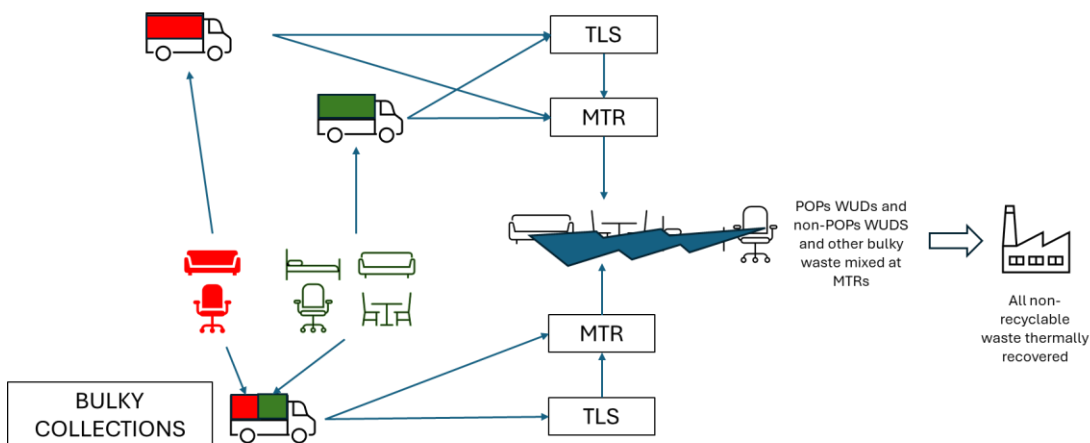 TLS
MTR
POPs WUDs and
non-POPs WUDS
and other bulky
waste mixed at
MTRs
All non-
recyclable
waste thermally
recovered
MTR
TLS
BULKY
COLLECTIONS